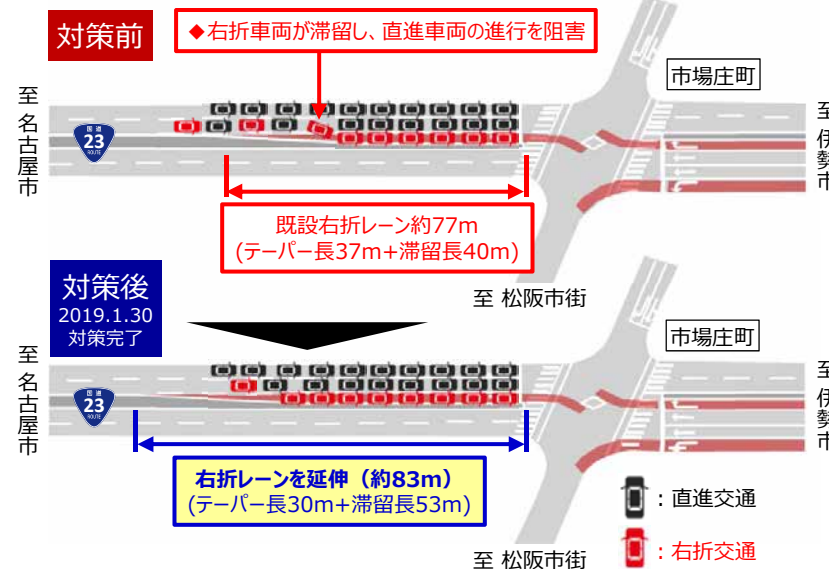 対策前
◆右折車両が滞留し、直進車両の進行を阻害
市場庄町
至 名古屋市
国道
23
ROUTE
至 伊勢市
既設右折レーン約77m
(テーパー長37m+滞留長40m)
至 松阪市街
対策後
2019.1.30
対策完了
市場庄町
至 名古屋市
国道
23
ROUTE
至 伊勢市
右折レーンを延伸（約83m）
(テーパー長30m+滞留長53m)
：直進交通
：右折交通
至 松阪市街